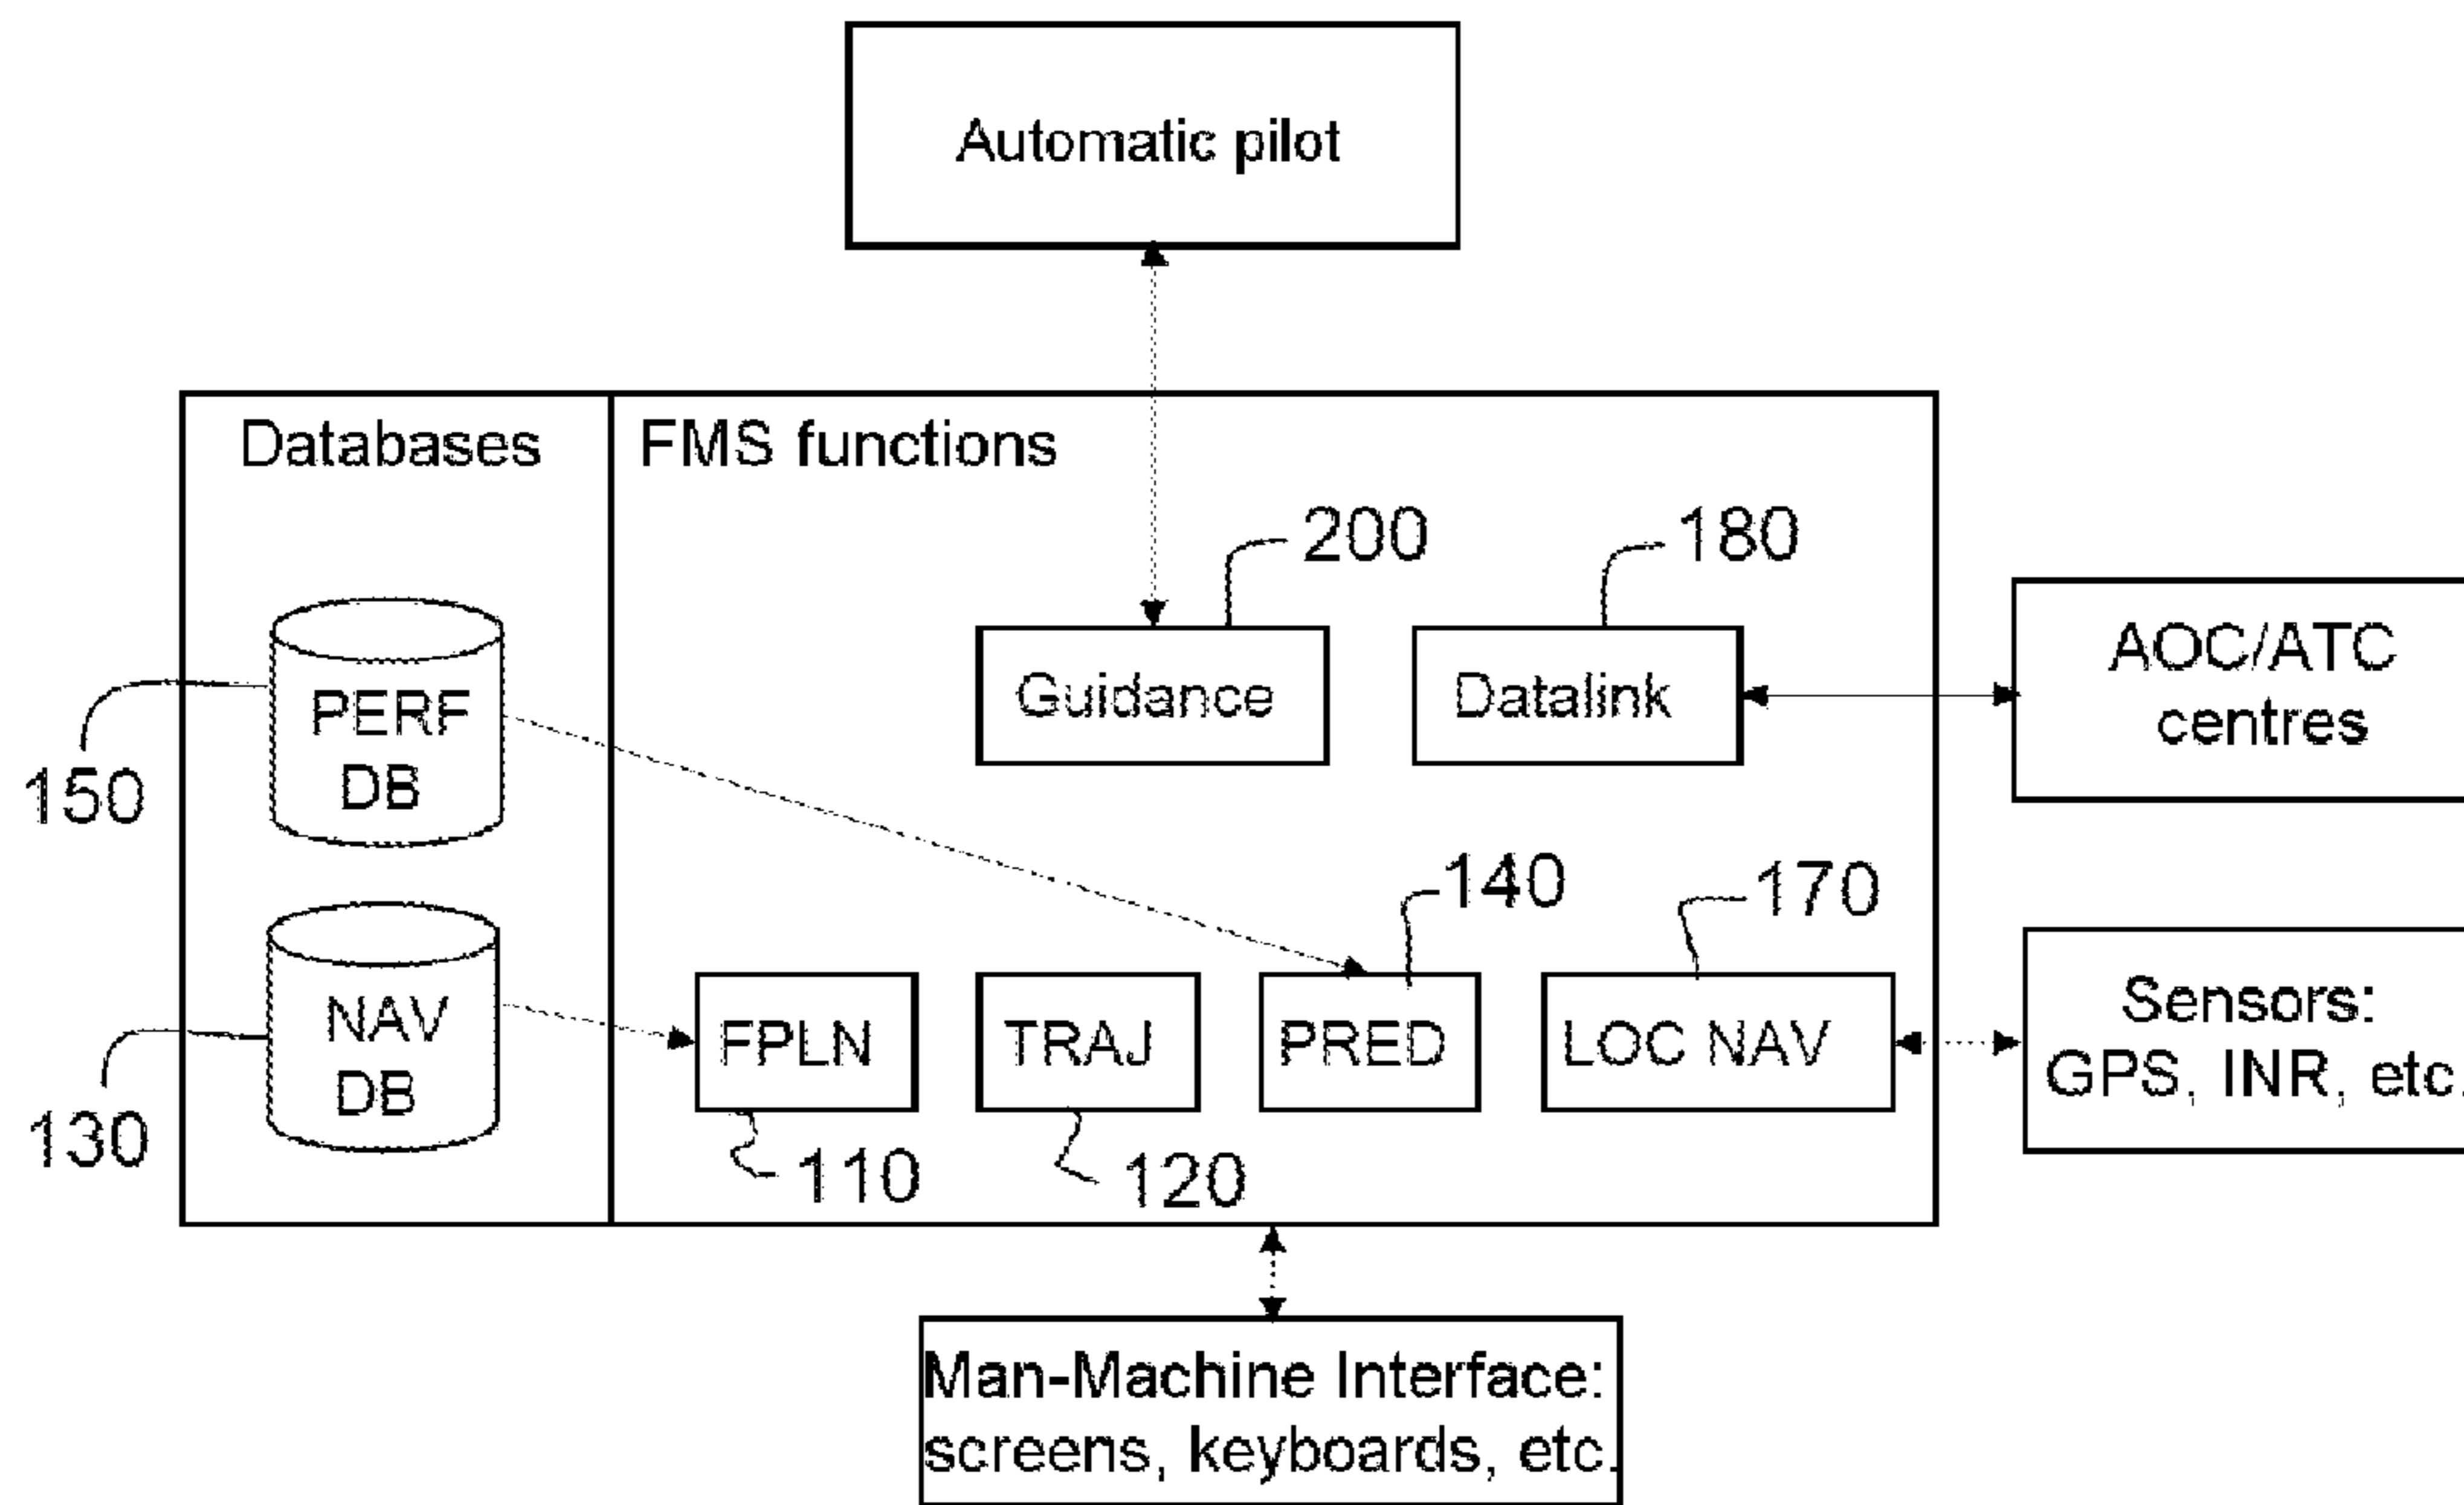 Automatic pilot
Databases
FMS functions
200
180
PERF
DB
150
Guidance
Datalink
AOC/ATC
centres
140
170
NAV
DB
130
FPLN
TRAJ
PRED
LOC NAV
Sensors:
GPS, INR, etc.
110
120
Man-Machine Interface:
screens, keyboards, etc.